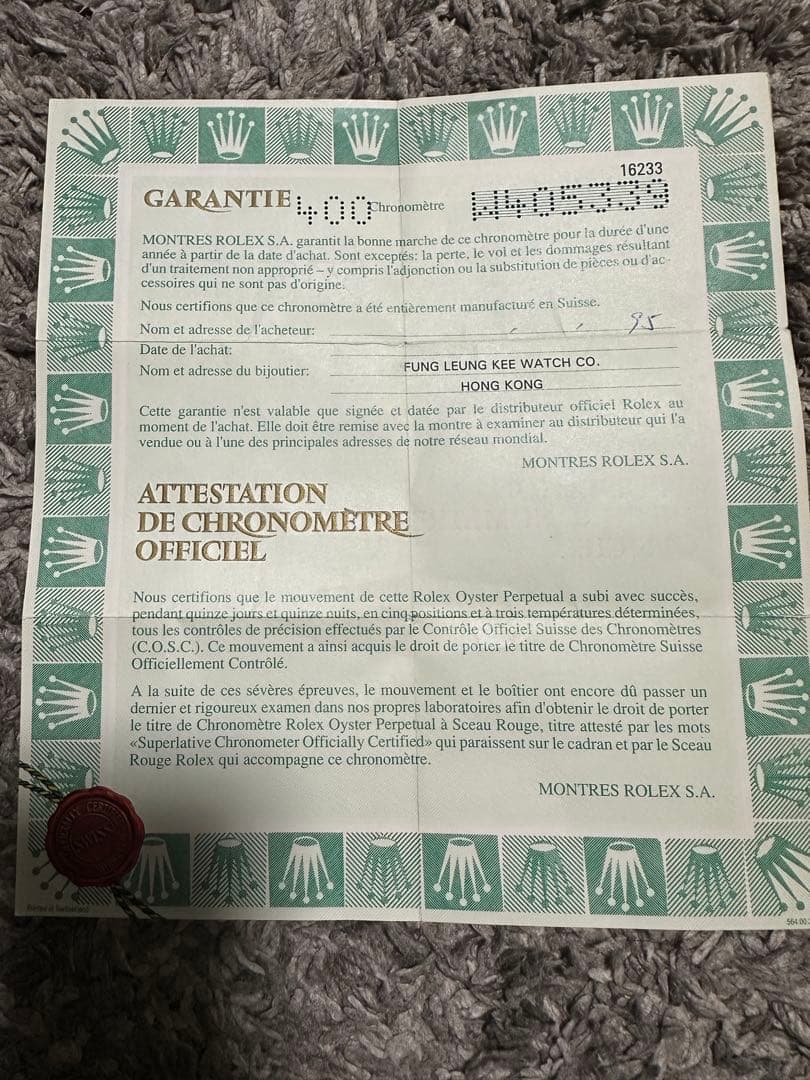 16233
GARANTIE 400 Chronomètre W405339
MONTRES ROLEX S.A. garantit la bonne marche de ce chronomètre pour la durée d'une
année à partir de la date d'achat. Sont exceptés: la perte, le vol et les dommages résultant
d'un traitement non approprié – y compris l'adjonction ou la substitution de pièces ou d'ac-
cessoires qui ne sont pas d'origine.
Nous certifions que ce chronomètre a été entièrement manufacturé en Suisse.
Nom et adresse de l'acheteur: 95
Date de l'achat:
Nom et adresse du bijoutier: FUNG LEUNG KEE WATCH CO.
HONG KONG
Cette garantie n'est valable que signée et datée par le distributeur officiel Rolex au
moment de l'achat. Elle doit être remise avec la montre à examiner au distributeur qui l'a
vendue ou à l'une des principales adresses de notre réseau mondial.
MONTRES ROLEX S.A.
ATTESTATION
DE CHRONOMÈTRE
OFFICIEL
Nous certifions que le mouvement de cette Rolex Oyster Perpetual a subi avec succès,
pendant quinze jours et quinze nuits, en cinq positions et à trois températures déterminées,
tous les contrôles de précision effectués par le Contrôle Officiel Suisse des Chronomètres
(C.O.S.C.). Ce mouvement a ainsi acquis le droit de porter le titre de Chronomètre Suisse
Officiellement Contrôlé.
A la suite de ces sévères épreuves, le mouvement et le boîtier ont encore dû passer un
dernier et rigoureux examen dans nos propres laboratoires afin d'obtenir le droit de porter
le titre de Chronomètre Rolex Oyster Perpetual à Sceau Rouge, titre attesté par les mots
«Superlative Chronometer Officially Certified» qui paraissent sur le cadran et par le Sceau
Rouge Rolex qui accompagne ce chronomètre.
MONTRES ROLEX S.A.
SWISS